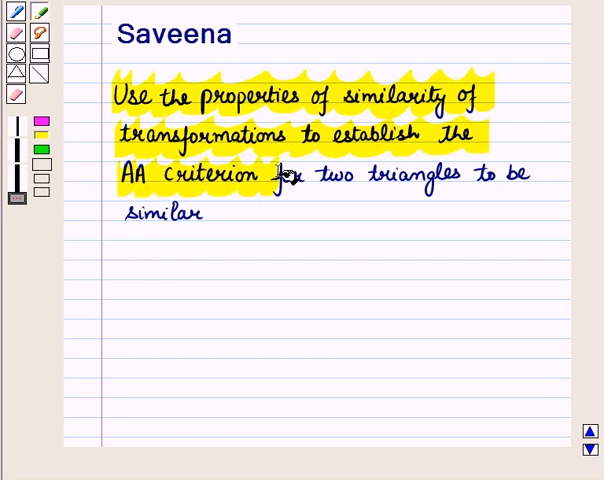 Saveena
Use the properties of similarity of
transformations to establish the
AA criterion for two triangles to be
similar